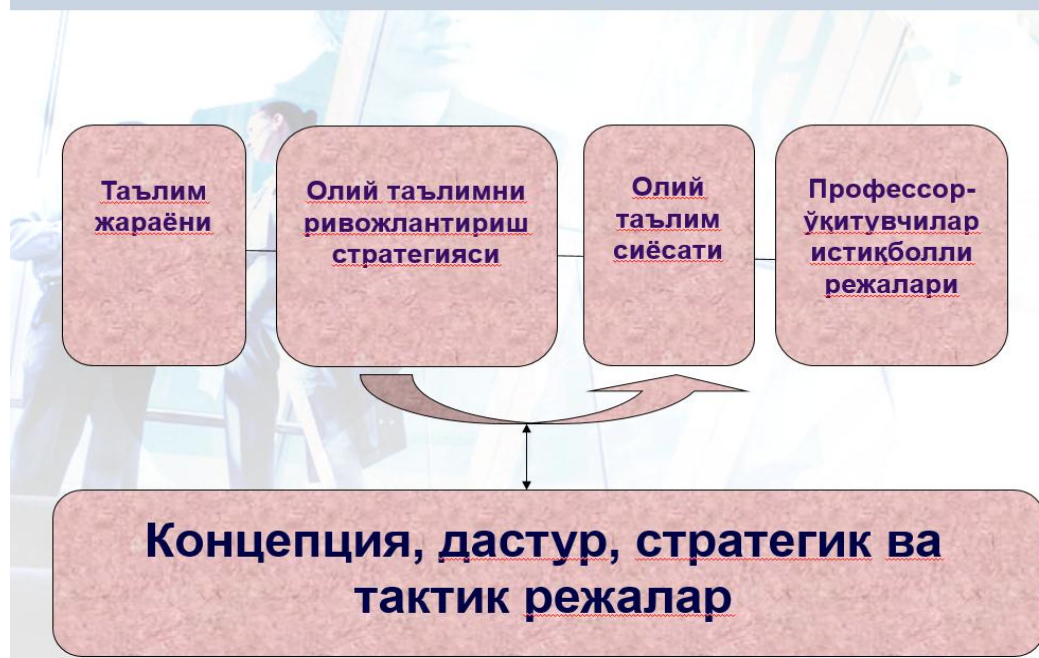 Таълим
жараёни
Олий таълимни
ривожлантириш
стратегияси
Олий
таълим
сиёсати
Профессор-
ўқитувчилар
истиқболли
режалари
Концепция, дастур, стратегик ва
тактик режалар